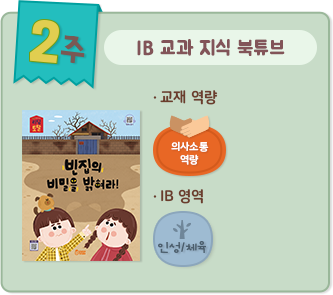 2주
IB 교과 지식 북튜브
· 교재 역량
의사소통
역량
빈집의
비밀을 밝혀라!
· IB 영역
인성/체육